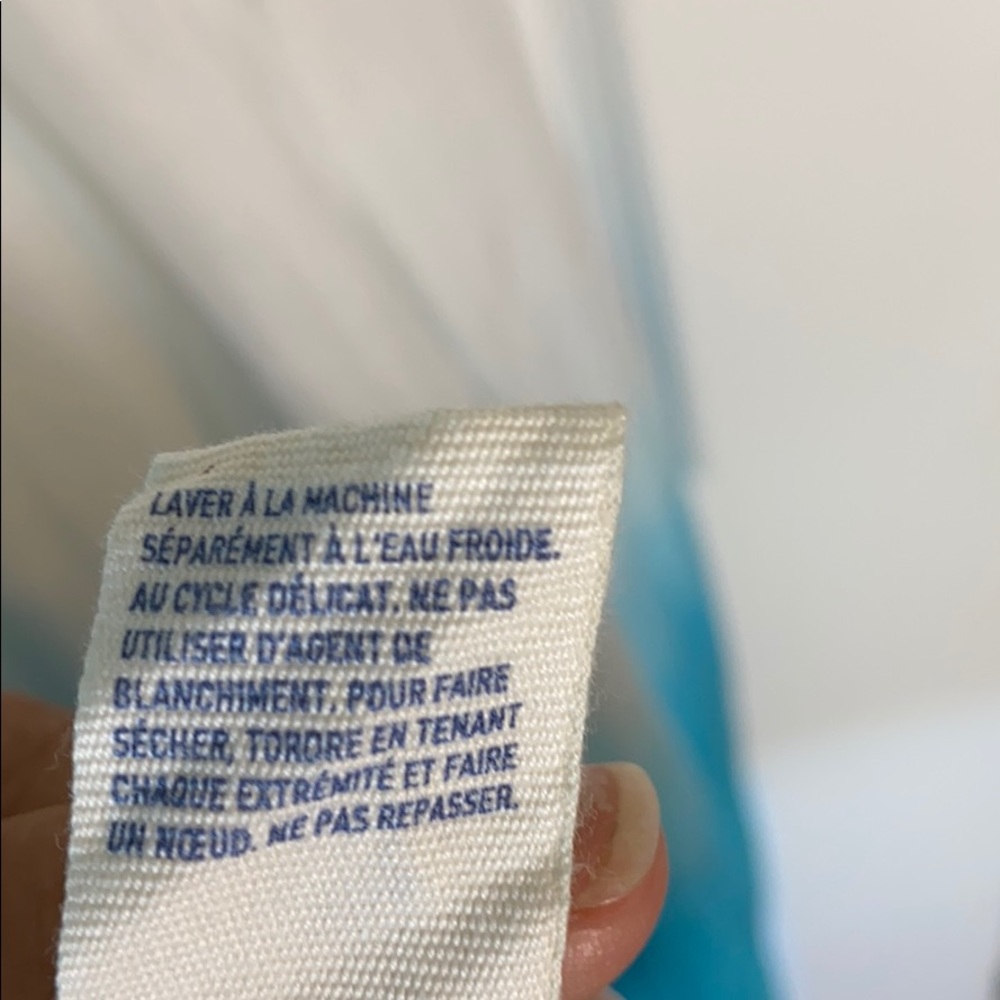 LAVER À LA MACHINE
SÉPARÉMENT À L'EAU FROIDE.
AU CYCLE DÉLICAT. NE PAS
UTILISER D'AGENT DE
BLANCHIMENT. POUR FAIRE
SÉCHER, TORDRE EN TENANT
CHAQUE EXTRÉMITÉ ET FAIRE
UN NŒUD. NE PAS REPASSER.